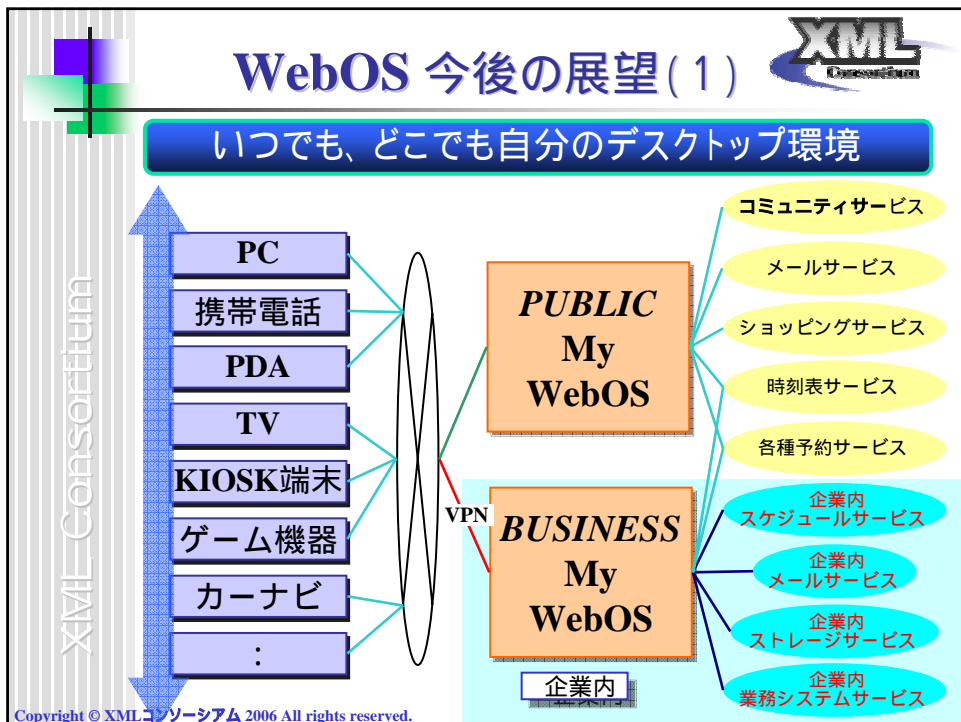 WebOS 今後の展望(1)
XML
Consortium
いつでも、どこでも自分のデスクトップ環境
XML Consortium
PC
携帯電話
PDA
TV
KIOSK端末
ゲーム機器
カーナビ
:
VPN
PUBLIC
My
WebOS
BUSINESS
My
WebOS
企業内
コミュニティサービス
メールサービス
ショッピングサービス
時刻表サービス
各種予約サービス
企業内
スケジュールサービス
企業内
メールサービス
企業内
ストレージサービス
企業内
業務システムサービス
Copyright © XMLコンソーシアム 2006 All rights reserved.